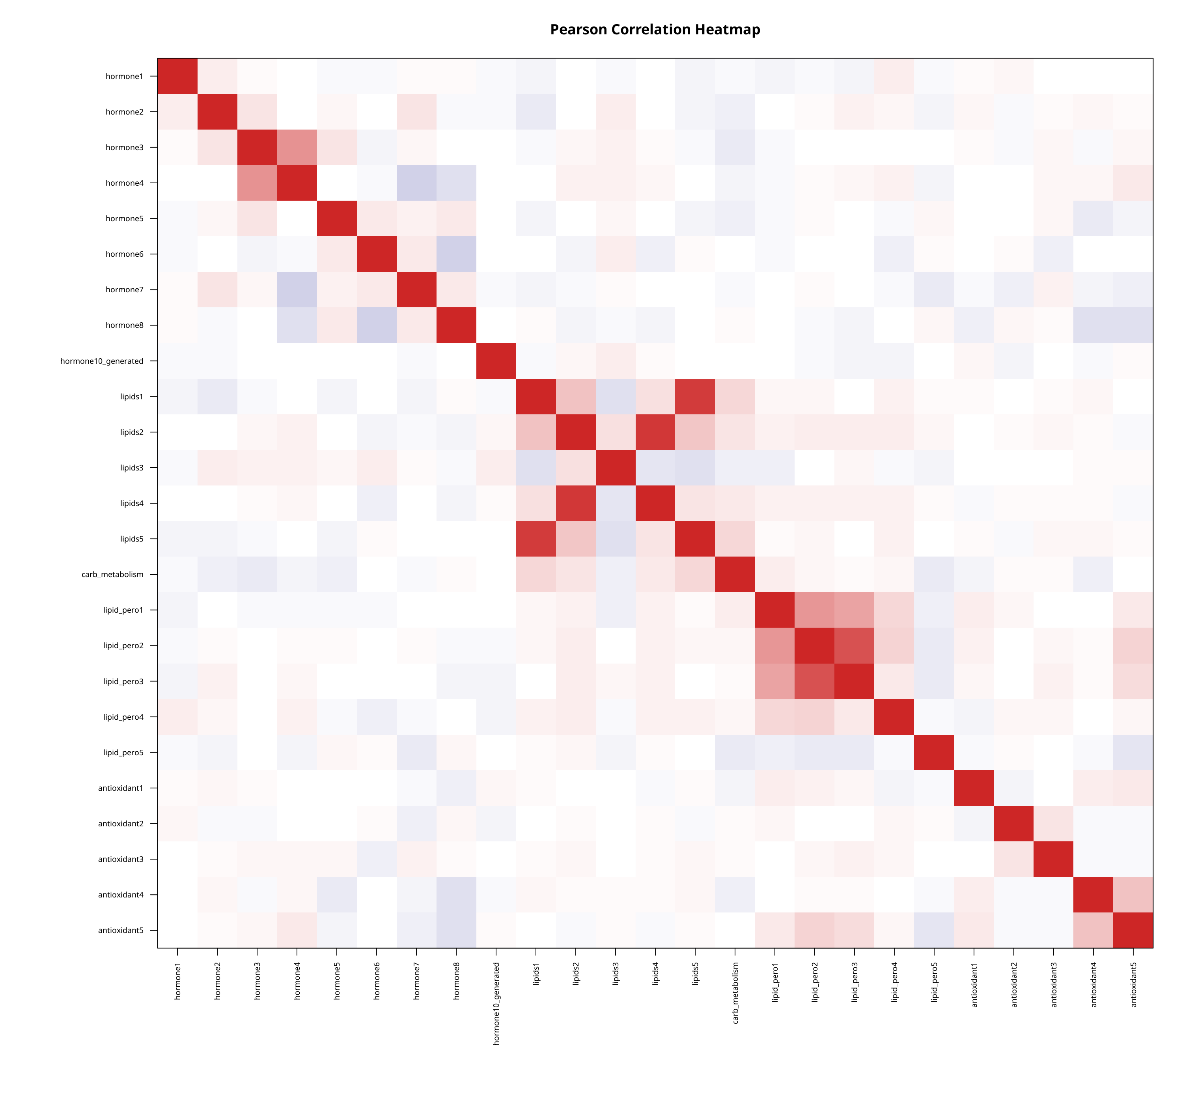 Pearson Correlation Heatmap
hormone1
hormone2
hormone3
hormone4
hormone5
hormone6
hormone7
hormone8
hormone10_generated
lipids1
lipids2
lipids3
lipids4
lipids5
carb_metabolism
lipid_pero1
lipid_pero2
lipid_pero3
lipid_pero4
lipid_pero5
antioxidant1
antioxidant2
antioxidant3
antioxidant4
antioxidant5
hormone1
hormone2
hormone3
hormone4
hormone5
hormone6
hormone7
hormone8
hormone10_generated
lipids1
lipids2
lipids3
lipids4
lipids5
carb_metabolism
lipid_pero1
lipid_pero2
lipid_pero3
lipid_pero4
lipid_pero5
antioxidant1
antioxidant2
antioxidant3
antioxidant4
antioxidant5